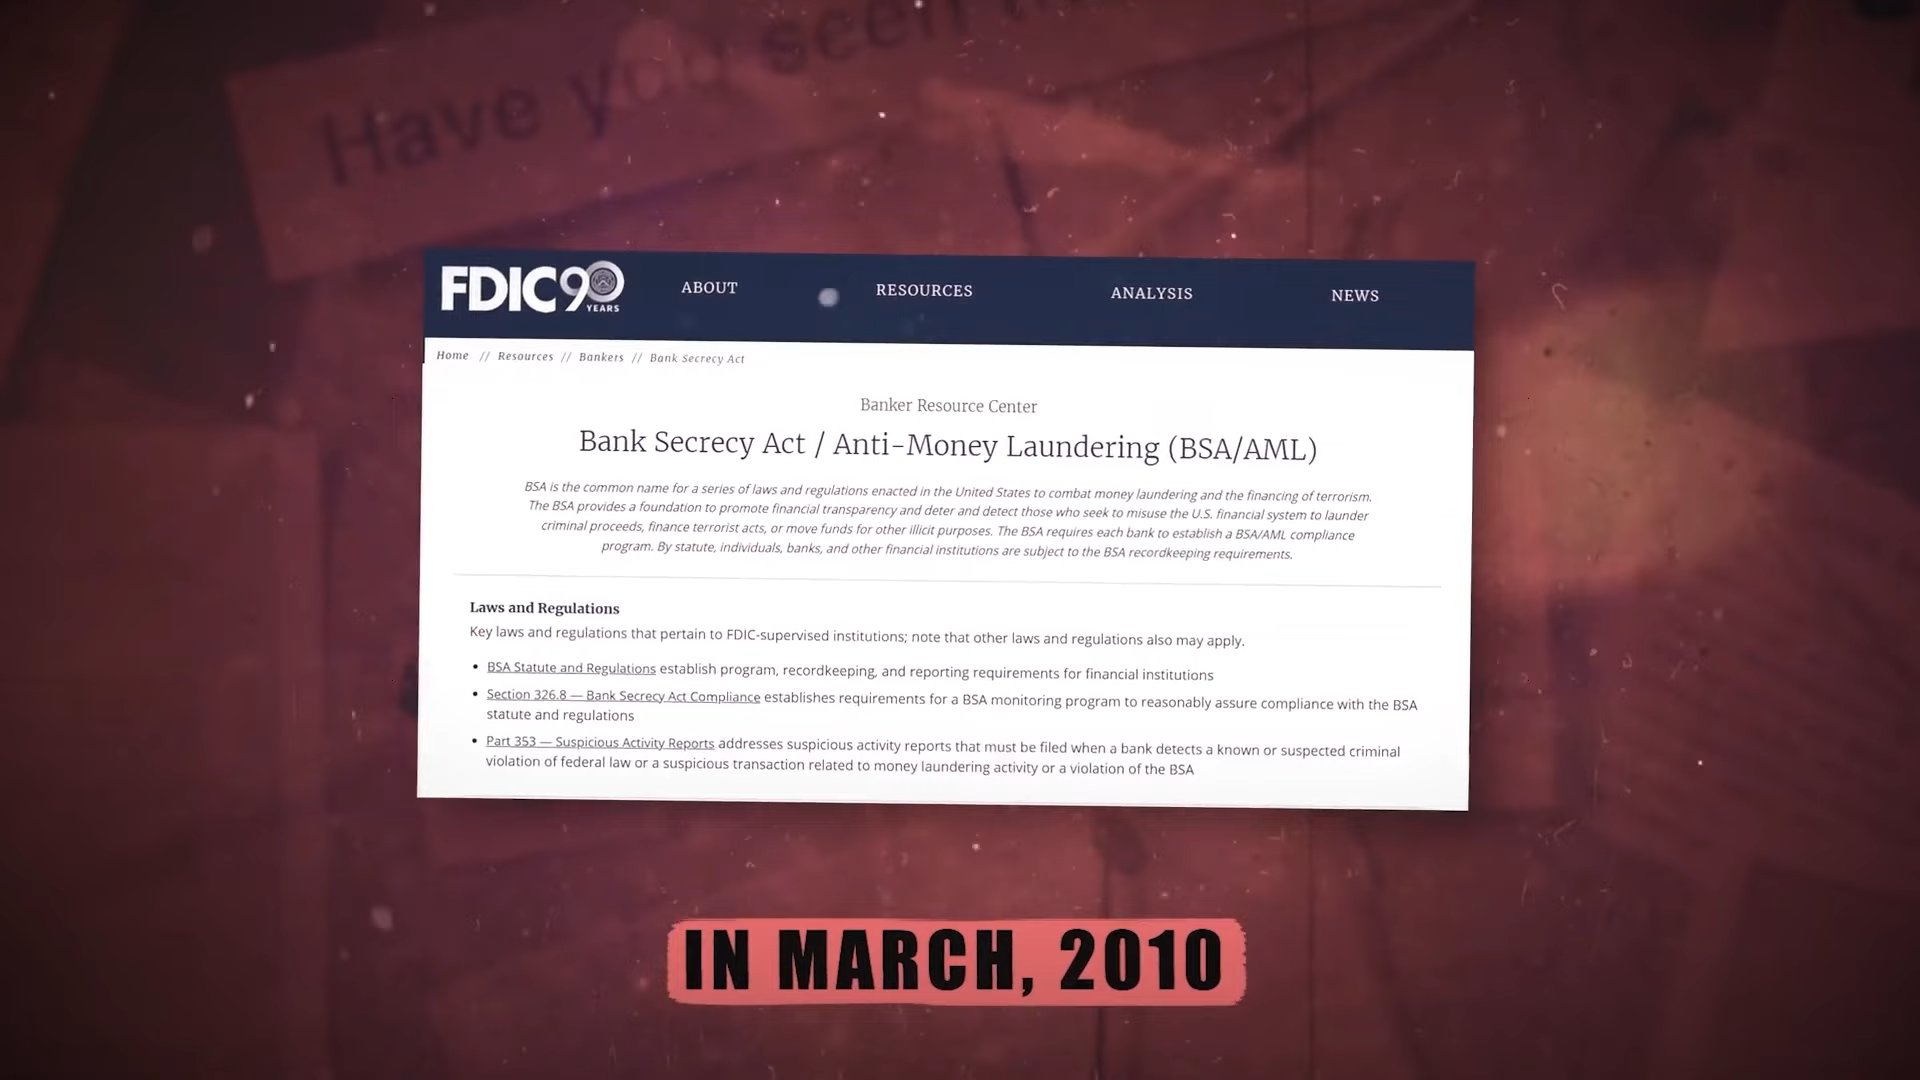 Have you seen
FDIC 90 YEARS
ABOUT
RESOURCES
ANALYSIS
NEWS
Home // Resources // Bankers // Bank Secrecy Act
Banker Resource Center
Bank Secrecy Act / Anti-Money Laundering (BSA/AML)
BSA is the common name for a series of laws and regulations enacted in the United States to combat money laundering and the financing of terrorism.
The BSA provides a foundation to promote financial transparency and deter and detect those who seek to misuse the U.S. financial system to launder
criminal proceeds, finance terrorist acts, or move funds for other illicit purposes. The BSA requires each bank to establish a BSA/AML compliance
program. By statute, individuals, banks, and other financial institutions are subject to the BSA recordkeeping requirements.
Laws and Regulations
Key laws and regulations that pertain to FDIC-supervised institutions; note that other laws and regulations also may apply.
• BSA Statute and Regulations establish program, recordkeeping, and reporting requirements for financial institutions
• Section 326.8 — Bank Secrecy Act Compliance establishes requirements for a BSA monitoring program to reasonably assure compliance with the BSA
statute and regulations
• Part 353 — Suspicious Activity Reports addresses suspicious activity reports that must be filed when a bank detects a known or suspected criminal
violation of federal law or a suspicious transaction related to money laundering activity or a violation of the BSA
IN MARCH, 2010